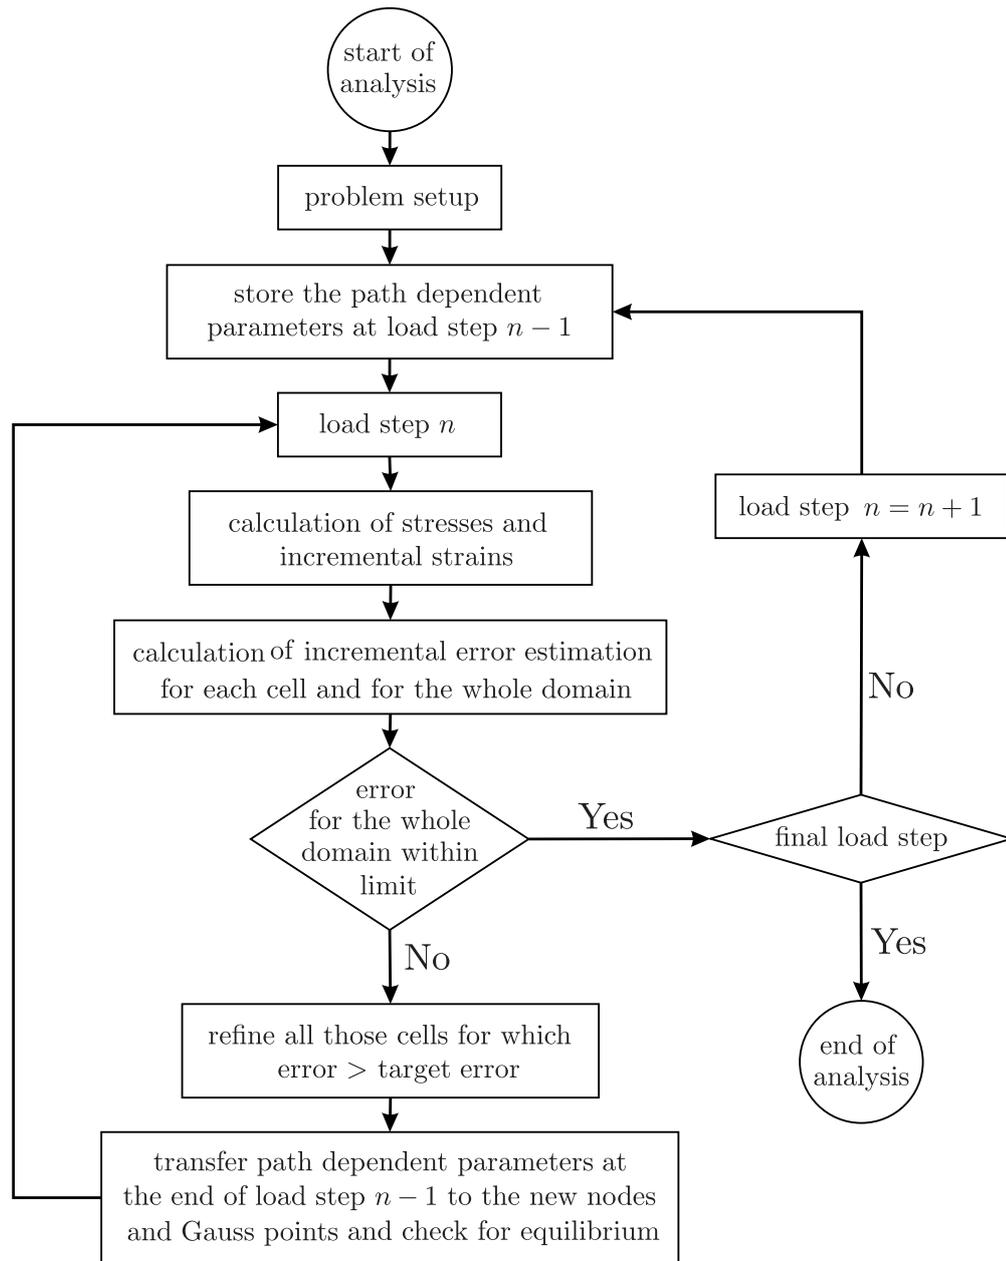 start of
analysis
problem setup
store the path dependent
parameters at load step n − 1
load step n
calculation of stresses and
incremental strains
calculation of incremental error estimation
for each cell and for the whole domain
error
for the whole
domain within
limit
Yes
No
refine all those cells for which
error > target error
transfer path dependent parameters at
the end of load step n − 1 to the new nodes
and Gauss points and check for equilibrium
load step n = n + 1
No
final load step
Yes
end of
analysis